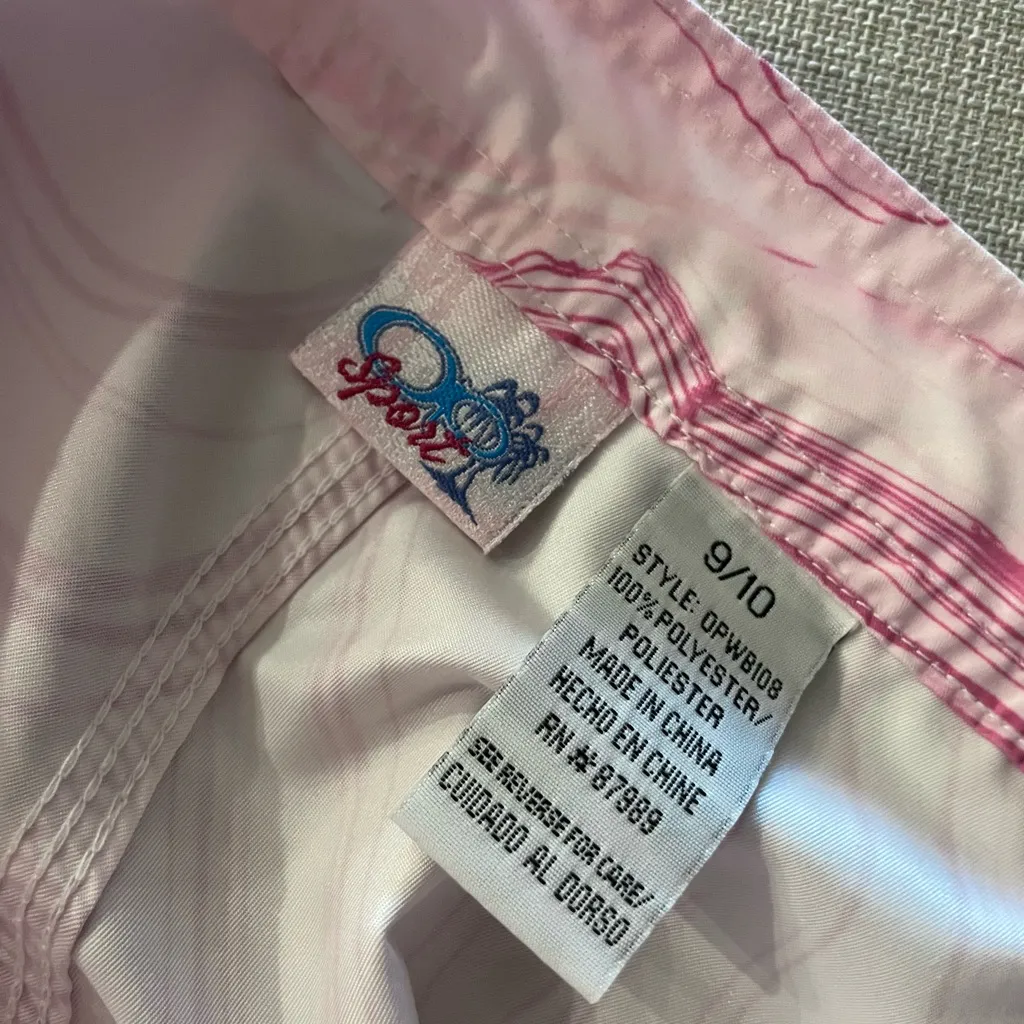 Sport
9/10
STYLE: OPWB108
100% POLYESTER/
POLIESTER
MADE IN CHINA
HECHO EN CHINE
RN # 87989
SEE REVERSE FOR CARE/
CUIDADO AL DORSO